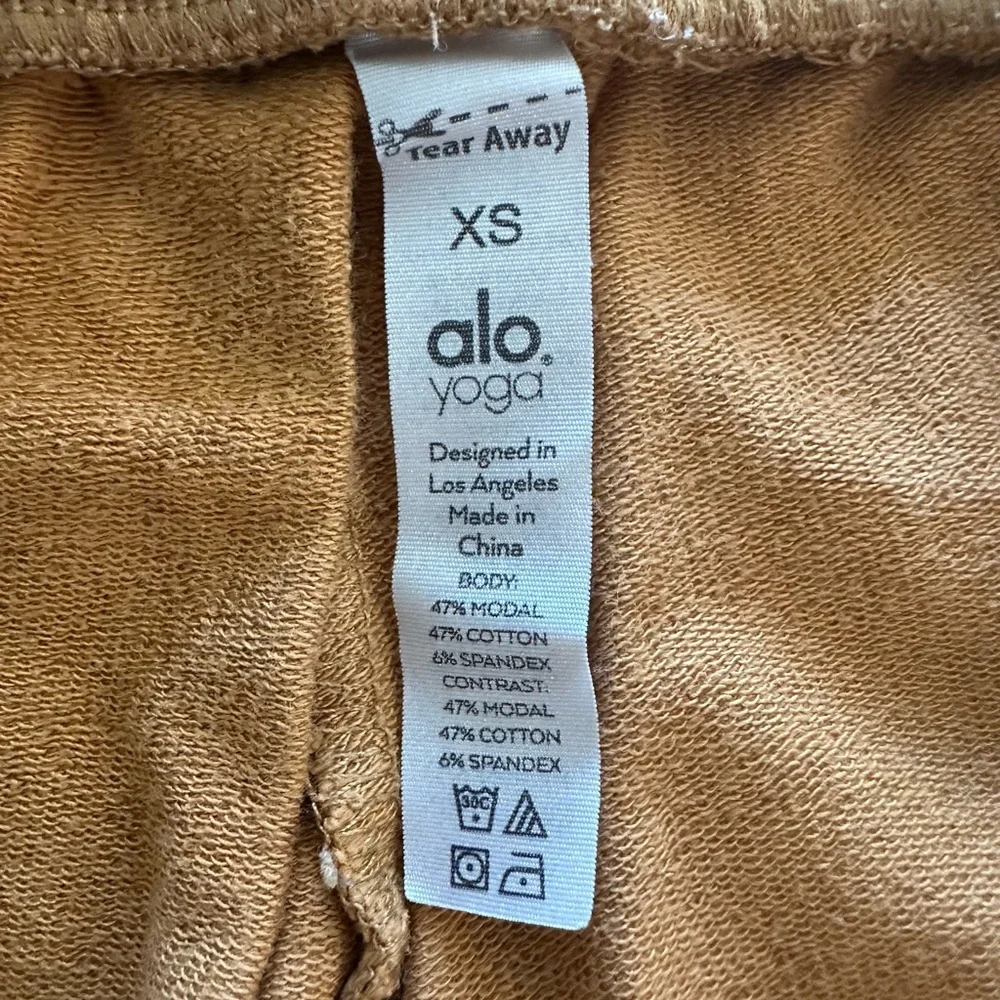 Tear Away
XS
alo.®
yoga
Designed in
Los Angeles
Made in
China
BODY:
47% MODAL
47% COTTON
6% SPANDEX
CONTRAST:
47% MODAL
47% COTTON
6% SPANDEX
30C